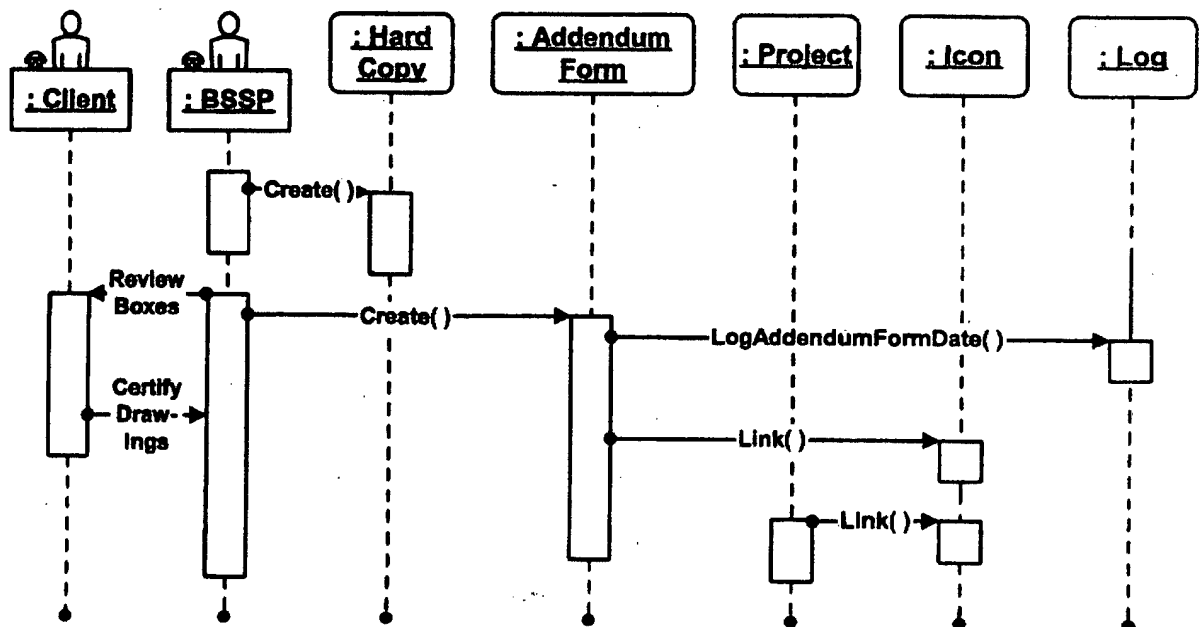 : Client
: BSSP
: Hard
Copy
: Addendum
Form
: Project
: Icon
: Log
Create( )
Review
Boxes
Create( )
LogAddendumFormDate( )
Certify
Draw-
ings
Link( )
Link( )